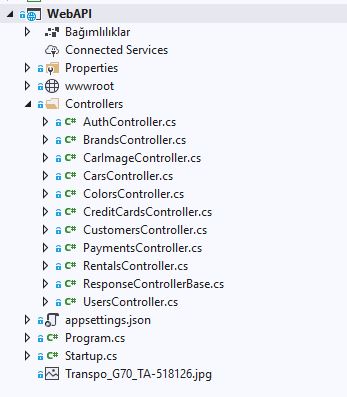 WebAPI
Bağımlılıklar
Connected Services
Properties
wwwroot
Controllers
C# AuthController.cs
C# BrandsController.cs
C# CarImageController.cs
C# CarsController.cs
C# ColorsController.cs
C# CreditCardsController.cs
C# CustomersController.cs
C# PaymentsController.cs
C# RentalsController.cs
C# ResponseControllerBase.cs
C# UsersController.cs
appsettings.json
C# Program.cs
C# Startup.cs
Transpo_G70_TA-518126.jpg